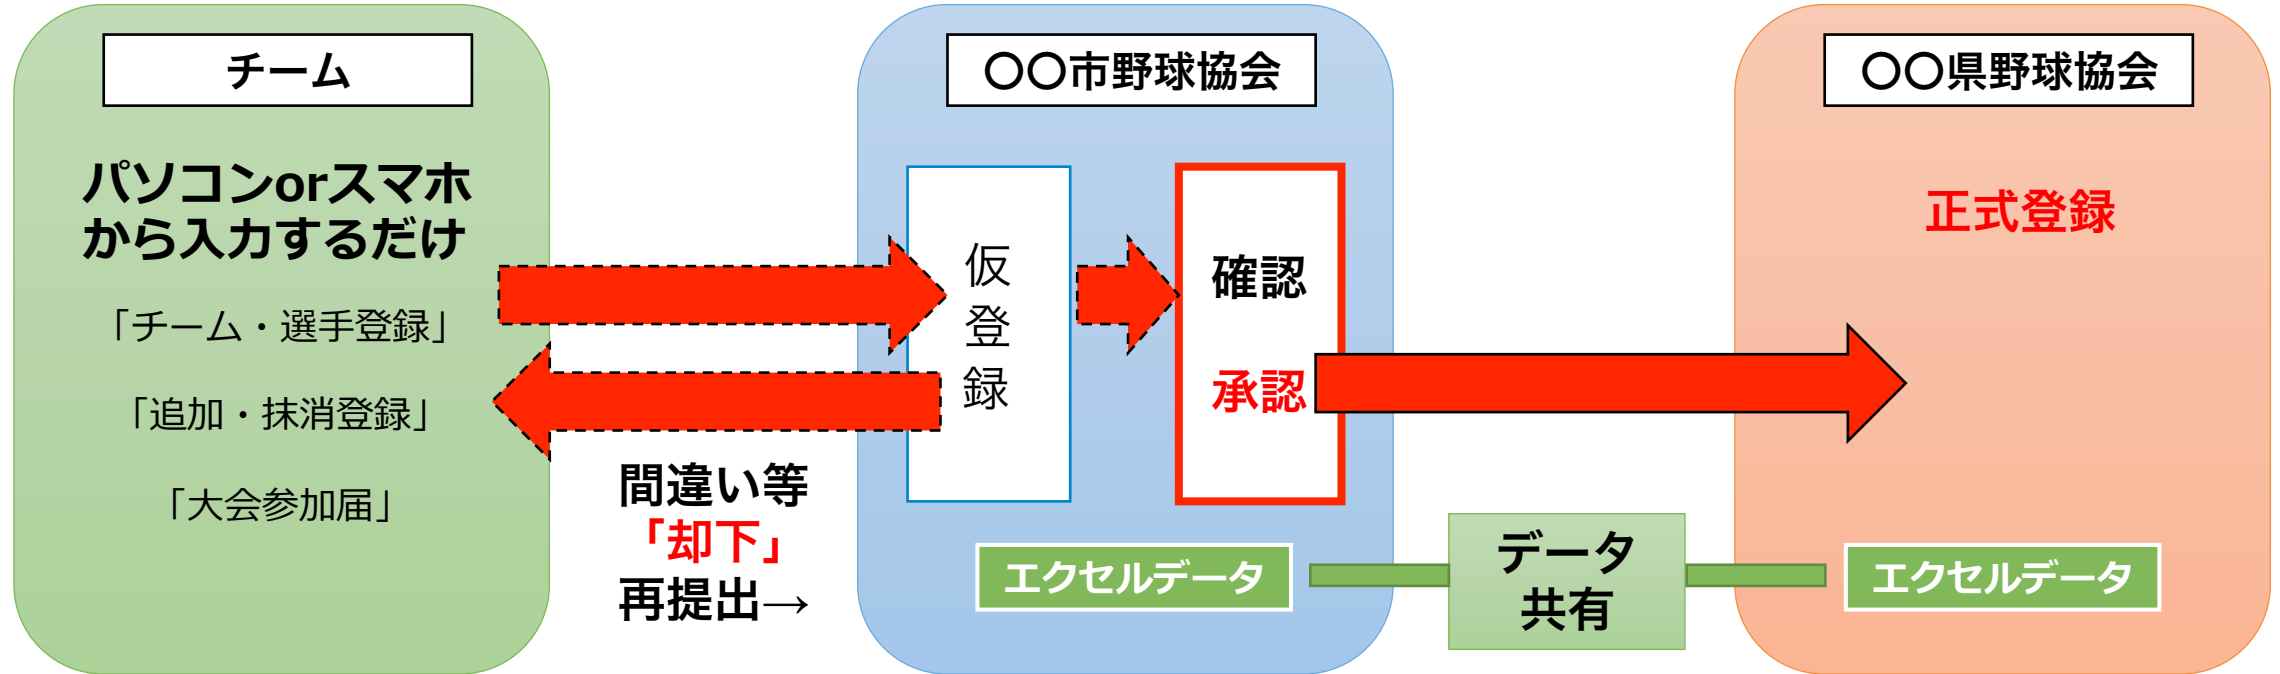 チーム
パソコンorスマホ
から入力するだけ
「チーム・選手登録」
「追加・抹消登録」
「大会参加届」
間違い等
「却下」
再提出→
〇〇市野球協会
仮登録
確認
承認
エクセルデータ
データ
共有
〇〇県野球協会
正式登録
エクセルデータ